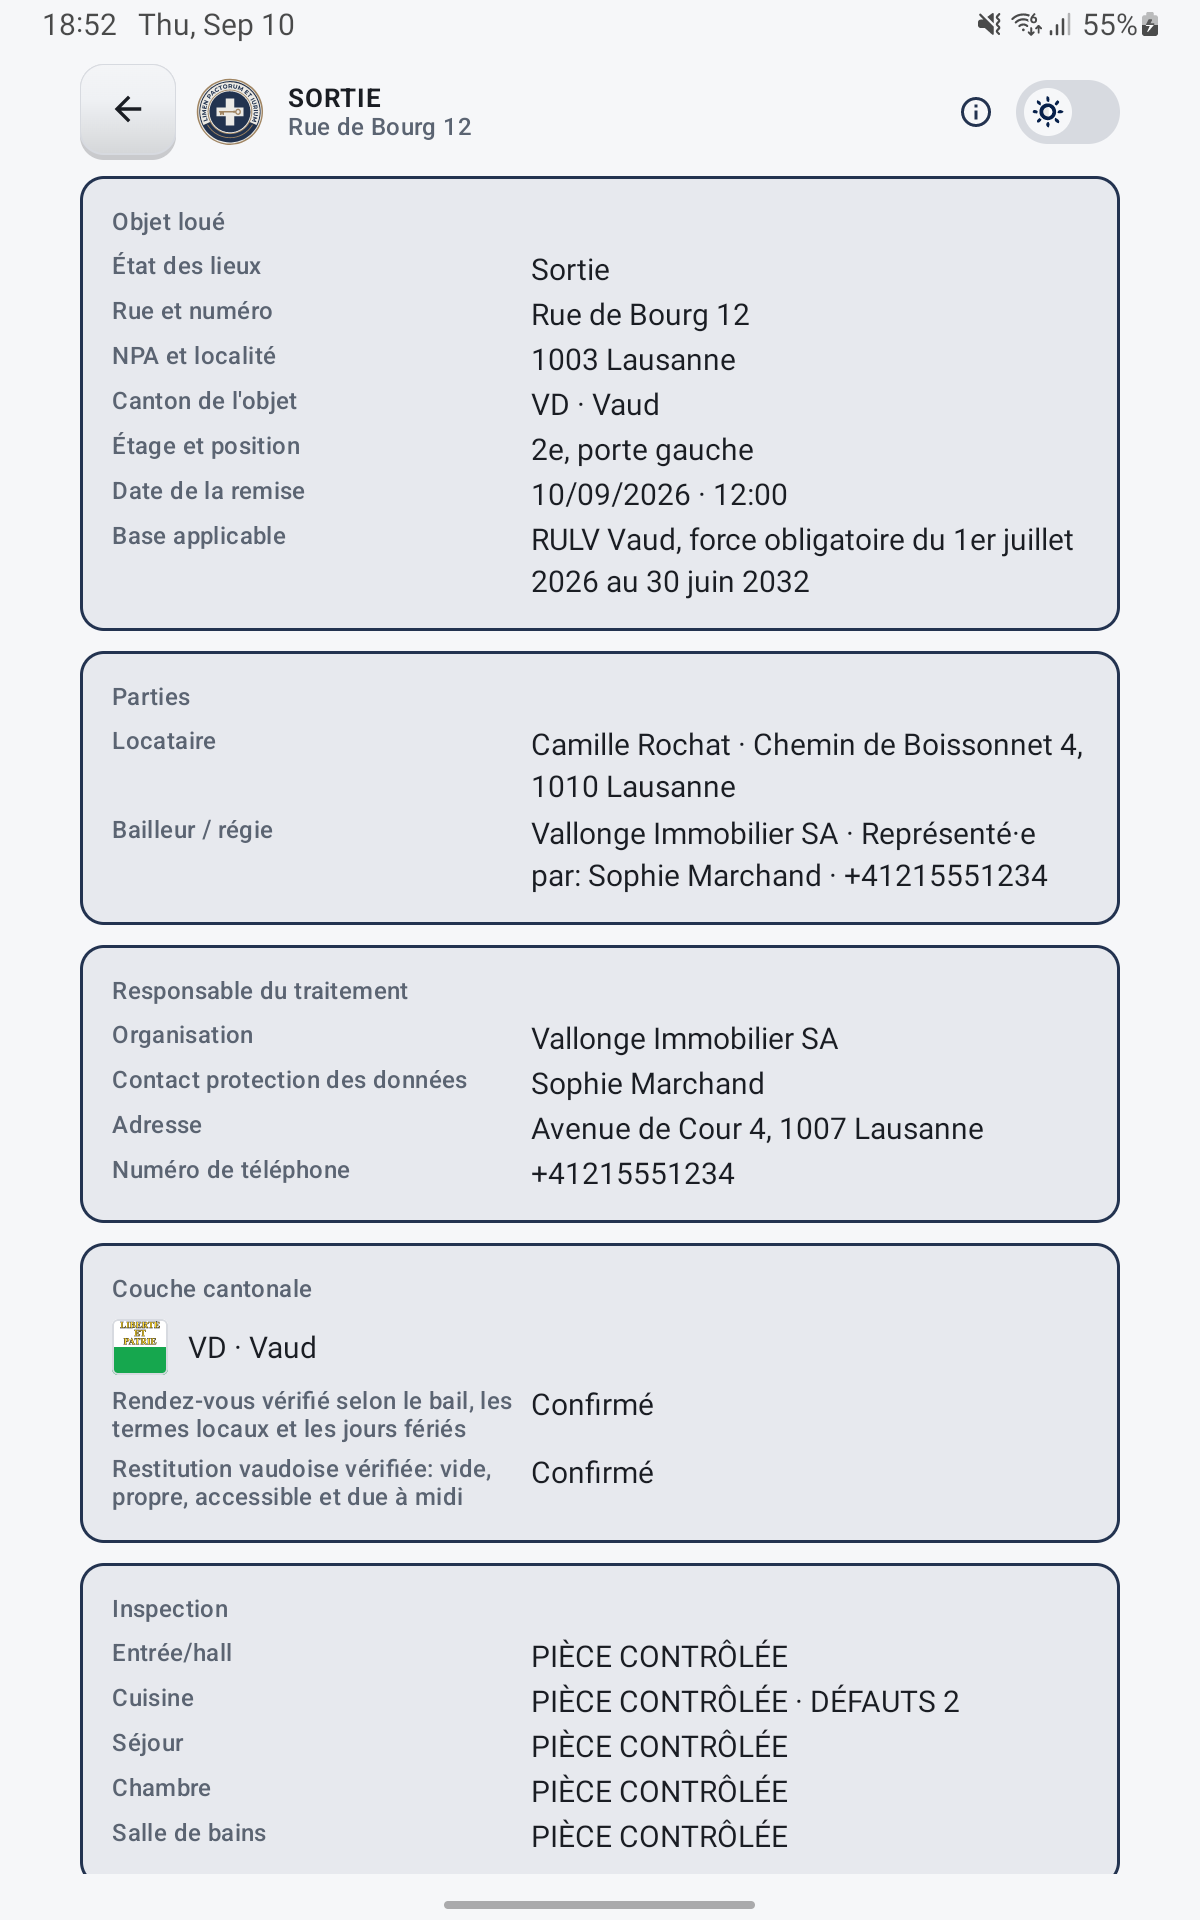 18:52 Thu, Sep 10
55%
LIMEN PACTORUM ET IURIUM
SORTIE
Rue de Bourg 12
Objet loué
État des lieux Sortie
Rue et numéro Rue de Bourg 12
NPA et localité 1003 Lausanne
Canton de l'objet VD · Vaud
Étage et position 2e, porte gauche
Date de la remise 10/09/2026 · 12:00
Base applicable RULV Vaud, force obligatoire du 1er juillet
2026 au 30 juin 2032
Parties
Locataire Camille Rochat · Chemin de Boissonnet 4,
1010 Lausanne
Bailleur / régie Vallonge Immobilier SA · Représenté·e
par: Sophie Marchand · +41215551234
Responsable du traitement
Organisation Vallonge Immobilier SA
Contact protection des données Sophie Marchand
Adresse Avenue de Cour 4, 1007 Lausanne
Numéro de téléphone +41215551234
Couche cantonale
LIBERTÉ
ET
PATRIE
VD · Vaud
Rendez-vous vérifié selon le bail, les Confirmé
termes locaux et les jours fériés
Restitution vaudoise vérifiée: vide, Confirmé
propre, accessible et due à midi
Inspection
Entrée/hall PIÈCE CONTRÔLÉE
Cuisine PIÈCE CONTRÔLÉE · DÉFAUTS 2
Séjour PIÈCE CONTRÔLÉE
Chambre PIÈCE CONTRÔLÉE
Salle de bains PIÈCE CONTRÔLÉE